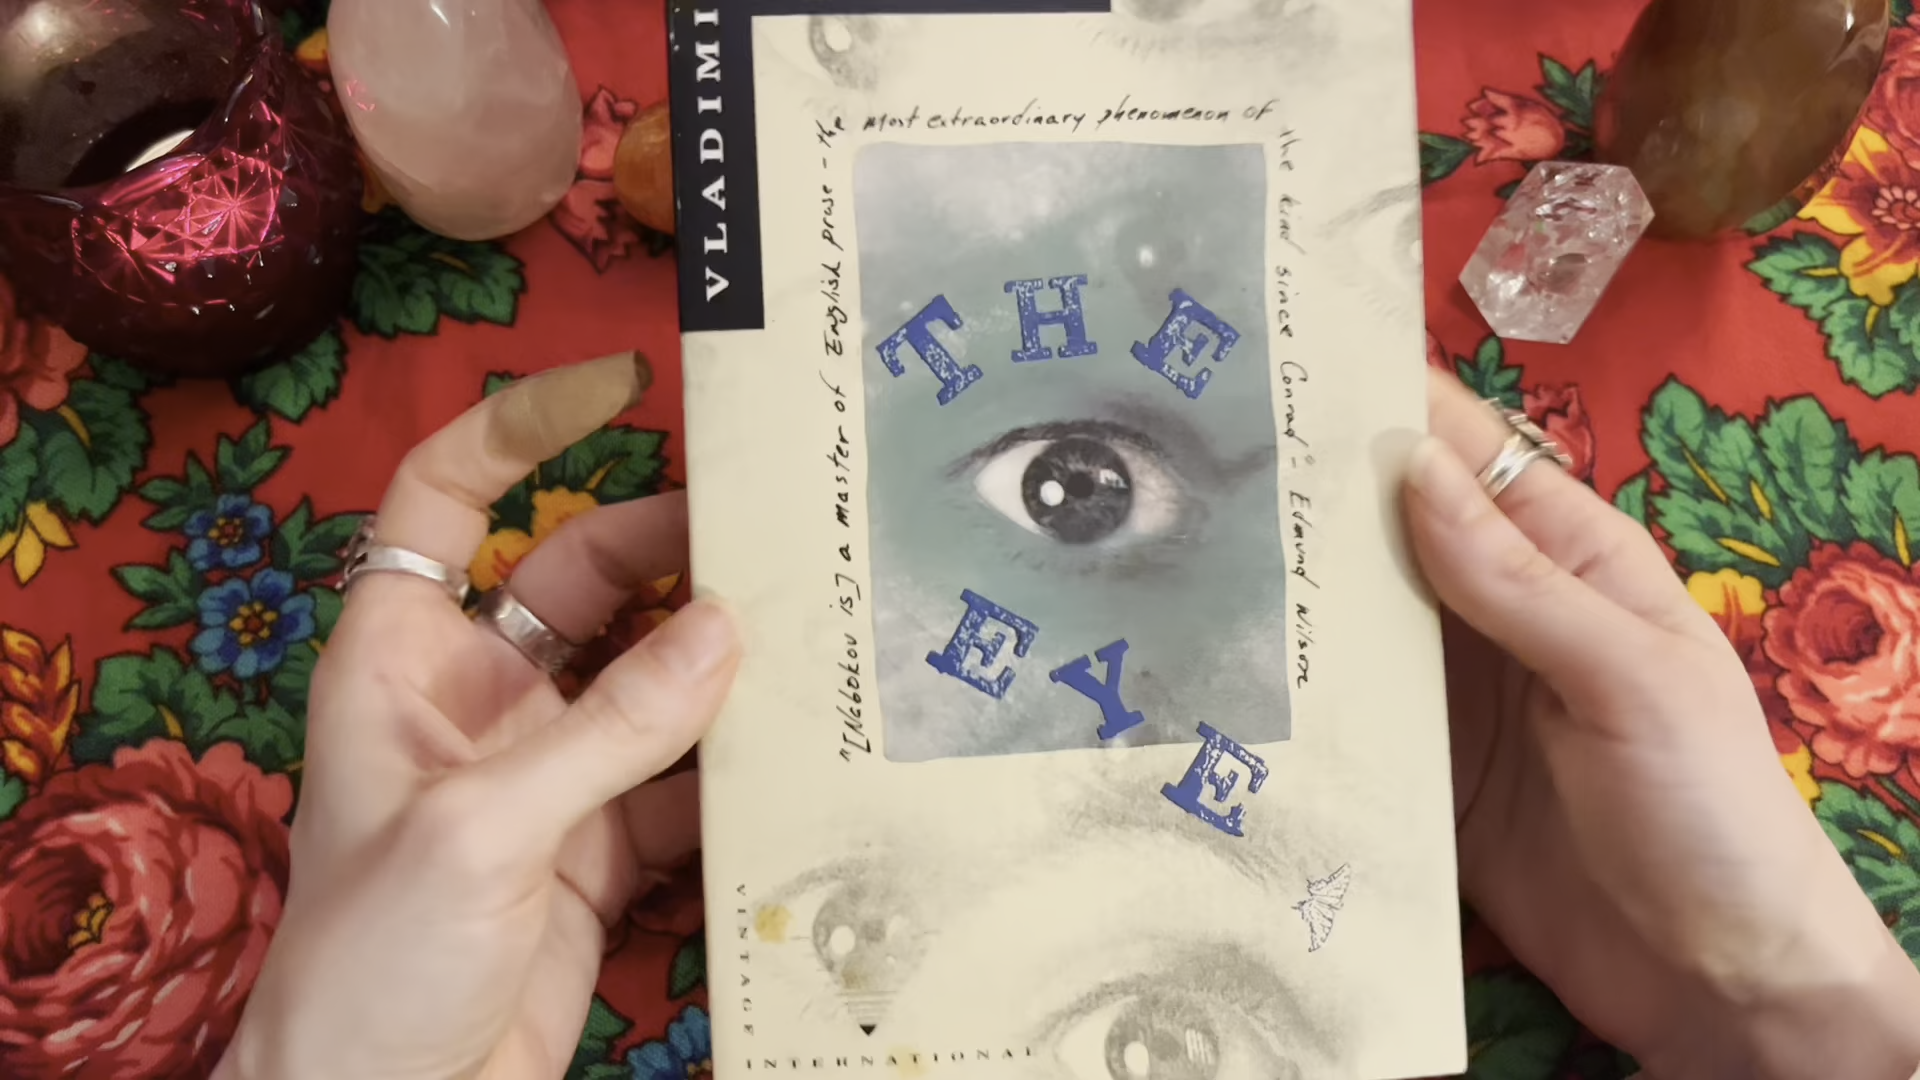 VLADIMI
"[Nabokov is] a master of English prose - the
most extraordinary phenomenon of
the kind since Conrad" - Edmund Wilson
THE
EYE
VINTAGE
INTERNATIONAL